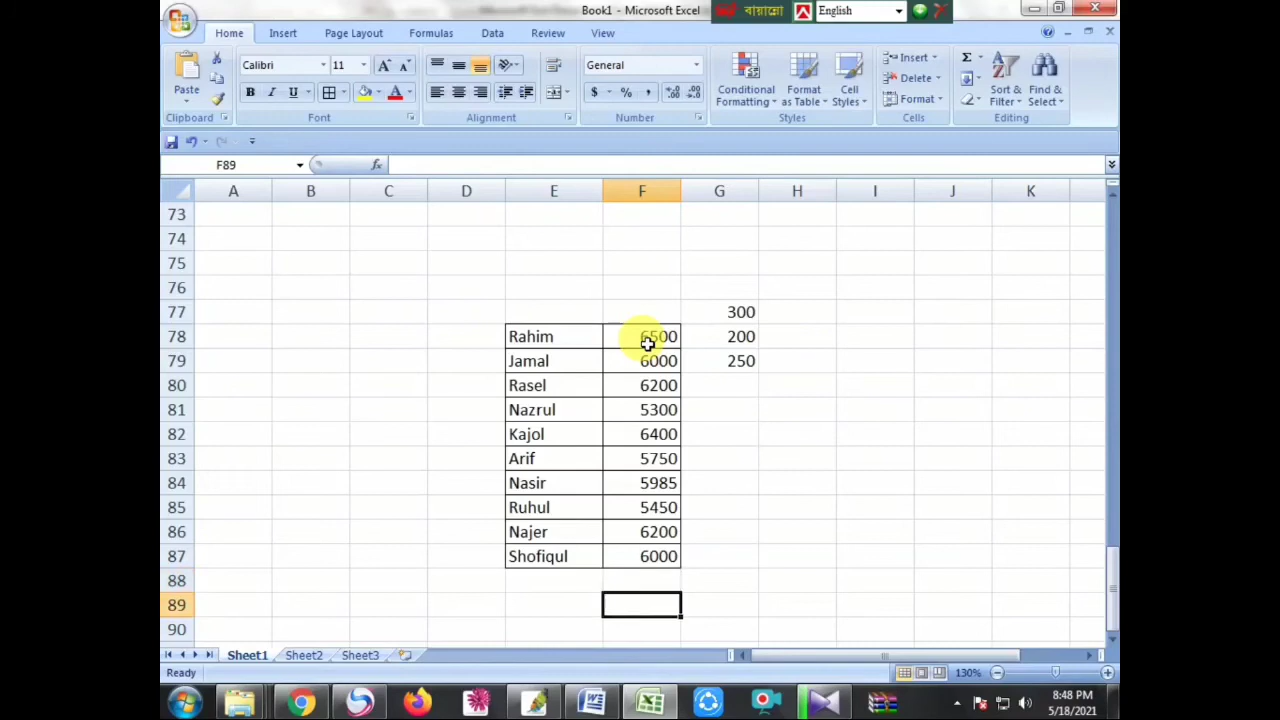 Book1 - Microsoft Excel
বায়ান্নো
English
Home Insert Page Layout Formulas Data Review View
Calibri 11 General Insert
Paste B I U $ % , Conditional Formatting Format as Table Cell Styles Delete Sort & Filter Find & Select
Format
Clipboard Font Alignment Number Styles Cells Editing
F89 fx
A B C D E F G H I J K
73
74
75
76
77 300
78 Rahim 6500 200
79 Jamal 6000 250
80 Rasel 6200
81 Nazrul 5300
82 Kajol 6400
83 Arif 5750
84 Nasir 5985
85 Ruhul 5450
86 Najer 6200
87 Shofiqul 6000
88
89
90
Sheet1 Sheet2 Sheet3
Ready 130%
8:48 PM
5/18/2021